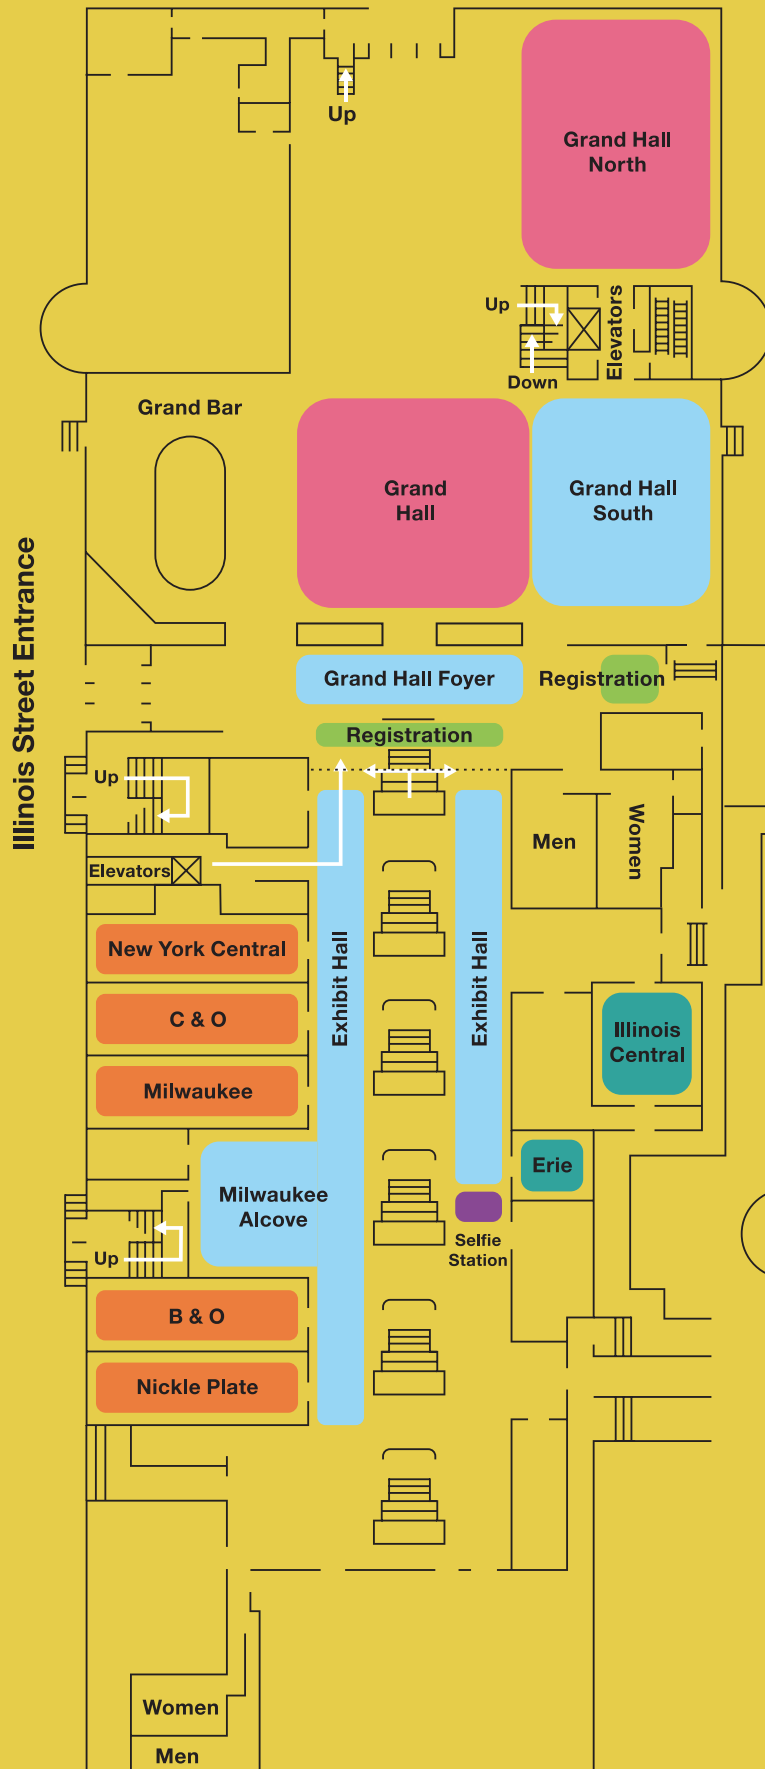 Up
Grand Hall
North
Up
Elevators
Down
Grand Bar
Grand
Hall
Grand Hall
South
Illinois Street Entrance
Grand Hall Foyer
Registration
Registration
Up
Men
Women
Elevators
Exhibit Hall
Exhibit Hall
New York Central
C & O
Illinois
Central
Milwaukee
Erie
Milwaukee
Alcove
Selfie
Station
Up
B & O
Nickle Plate
Women
Men